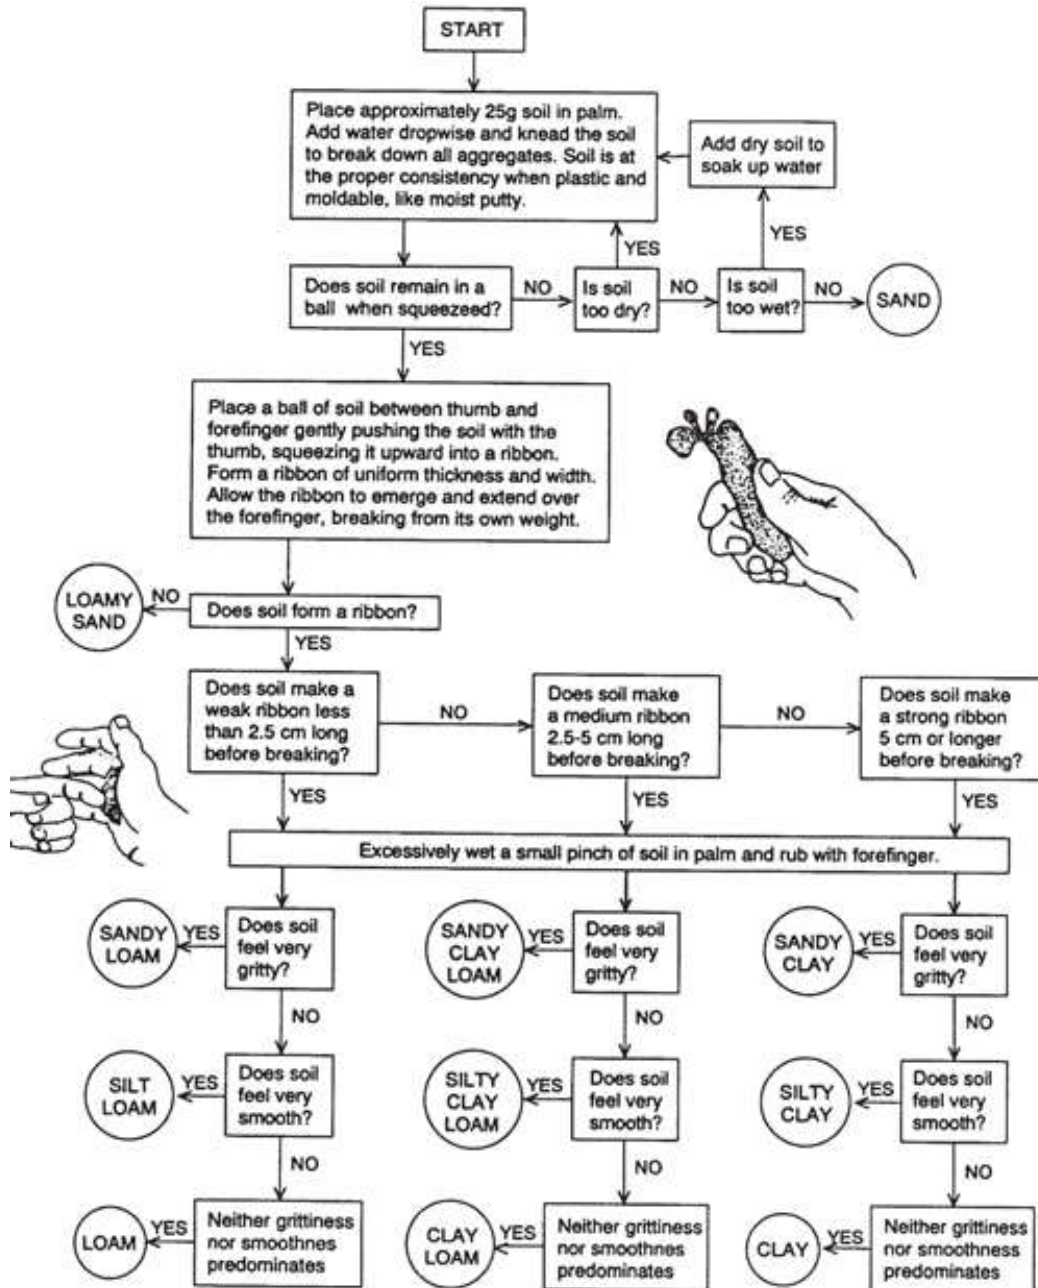 START
Place approximately 25g soil in palm.
Add water dropwise and knead the soil
to break down all aggregates. Soil is at
the proper consistency when plastic and
moldable, like moist putty.
Add dry soil to
soak up water
YES
YES
Does soil remain in a
ball when squeezeed?
NO
Is soil
too dry?
NO
Is soil
too wet?
NO
SAND
YES
Place a ball of soil between thumb and
forefinger gently pushing the soil with the
thumb, squeezing it upward into a ribbon.
Form a ribbon of uniform thickness and width.
Allow the ribbon to emerge and extend over
the forefinger, breaking from its own weight.
LOAMY
SAND
NO
Does soil form a ribbon?
YES
Does soil make a
weak ribbon less
than 2.5 cm long
before breaking?
NO
Does soil make
a medium ribbon
2.5-5 cm long
before breaking?
NO
Does soil make
a strong ribbon
5 cm or longer
before breaking?
YES
YES
YES
Excessively wet a small pinch of soil in palm and rub with forefinger.
SANDY
LOAM
YES
Does soil
feel very
gritty?
SANDY
CLAY
LOAM
YES
Does soil
feel very
gritty?
SANDY
CLAY
YES
Does soil
feel very
gritty?
NO
NO
NO
SILT
LOAM
YES
Does soil
feel very
smooth?
SILTY
CLAY
LOAM
YES
Does soil
feel very
smooth?
SILTY
CLAY
YES
Does soil
feel very
smooth?
NO
NO
NO
LOAM
YES
Neither grittiness
nor smoothnes
predominates
CLAY
LOAM
YES
Neither grittiness
nor smoothness
predominates
CLAY
YES
Neither grittiness
nor smoothness
predominates